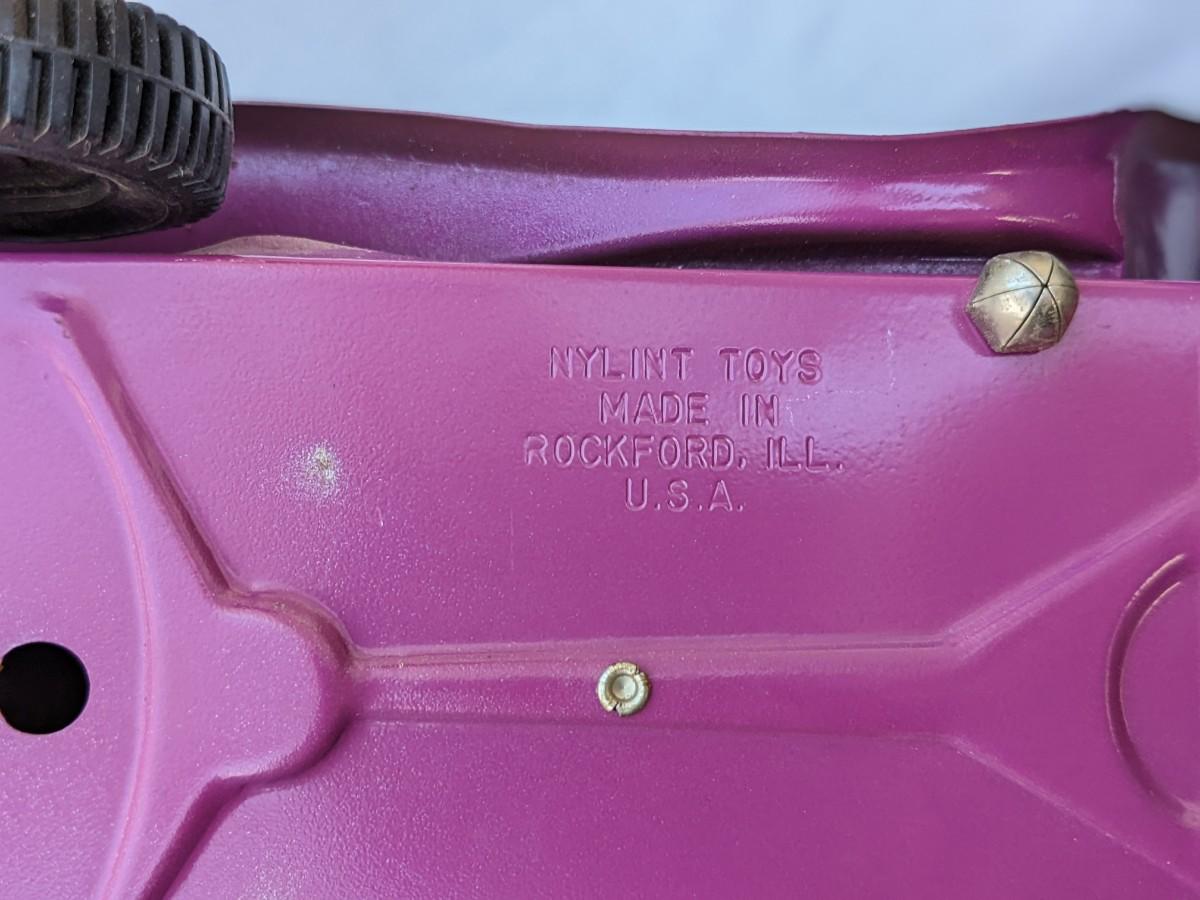 NYLINT TOYS
MADE IN
ROCKFORD, ILL.
U.S.A.